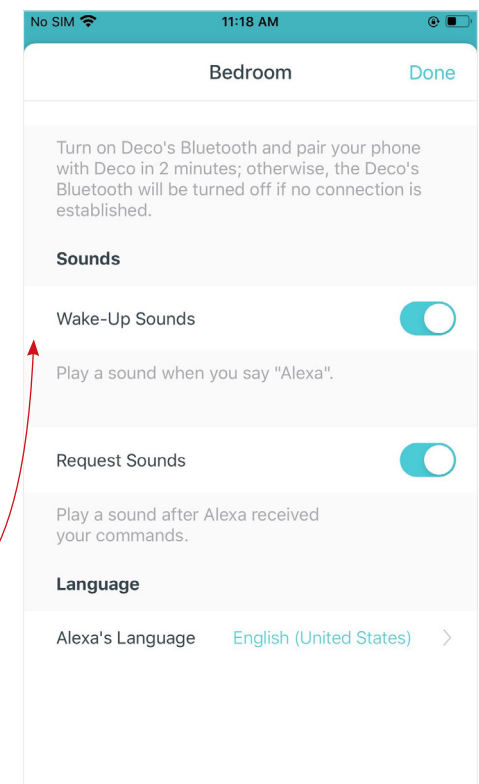 No SIM 11:18 AM
Bedroom Done
Turn on Deco's Bluetooth and pair your phone
with Deco in 2 minutes; otherwise, the Deco's
Bluetooth will be turned off if no connection is
established.
Sounds
Wake-Up Sounds
Play a sound when you say "Alexa".
Request Sounds
Play a sound after Alexa received
your commands.
Language
Alexa's Language English (United States)